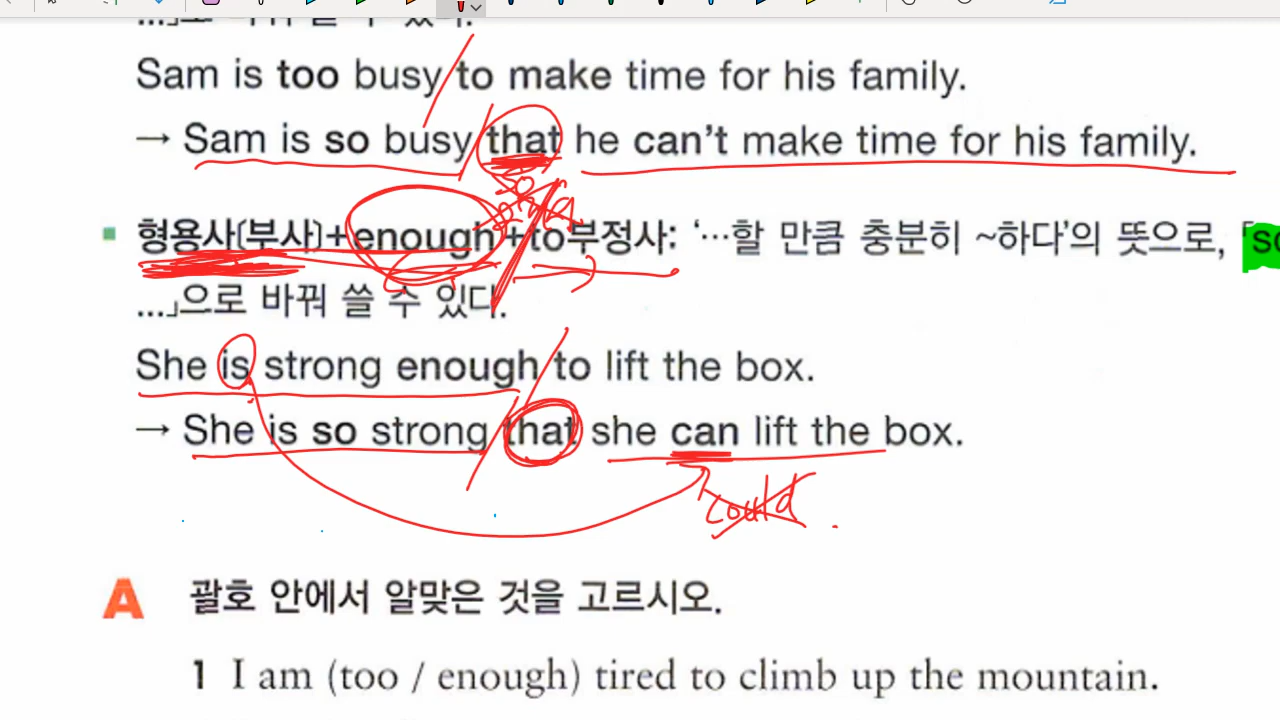 Sam is too busy to make time for his family.
→ Sam is so busy that he can't make time for his family.
형용사(부사)+enough+to부정사: '…할 만큼 충분히 ~하다'의 뜻으로, 「so
…」으로 바꿔 쓸 수 있다.
She is strong enough to lift the box.
→ She is so strong that she can lift the box.
could
A 괄호 안에서 알맞은 것을 고르시오.
1 I am (too / enough) tired to climb up the mountain.